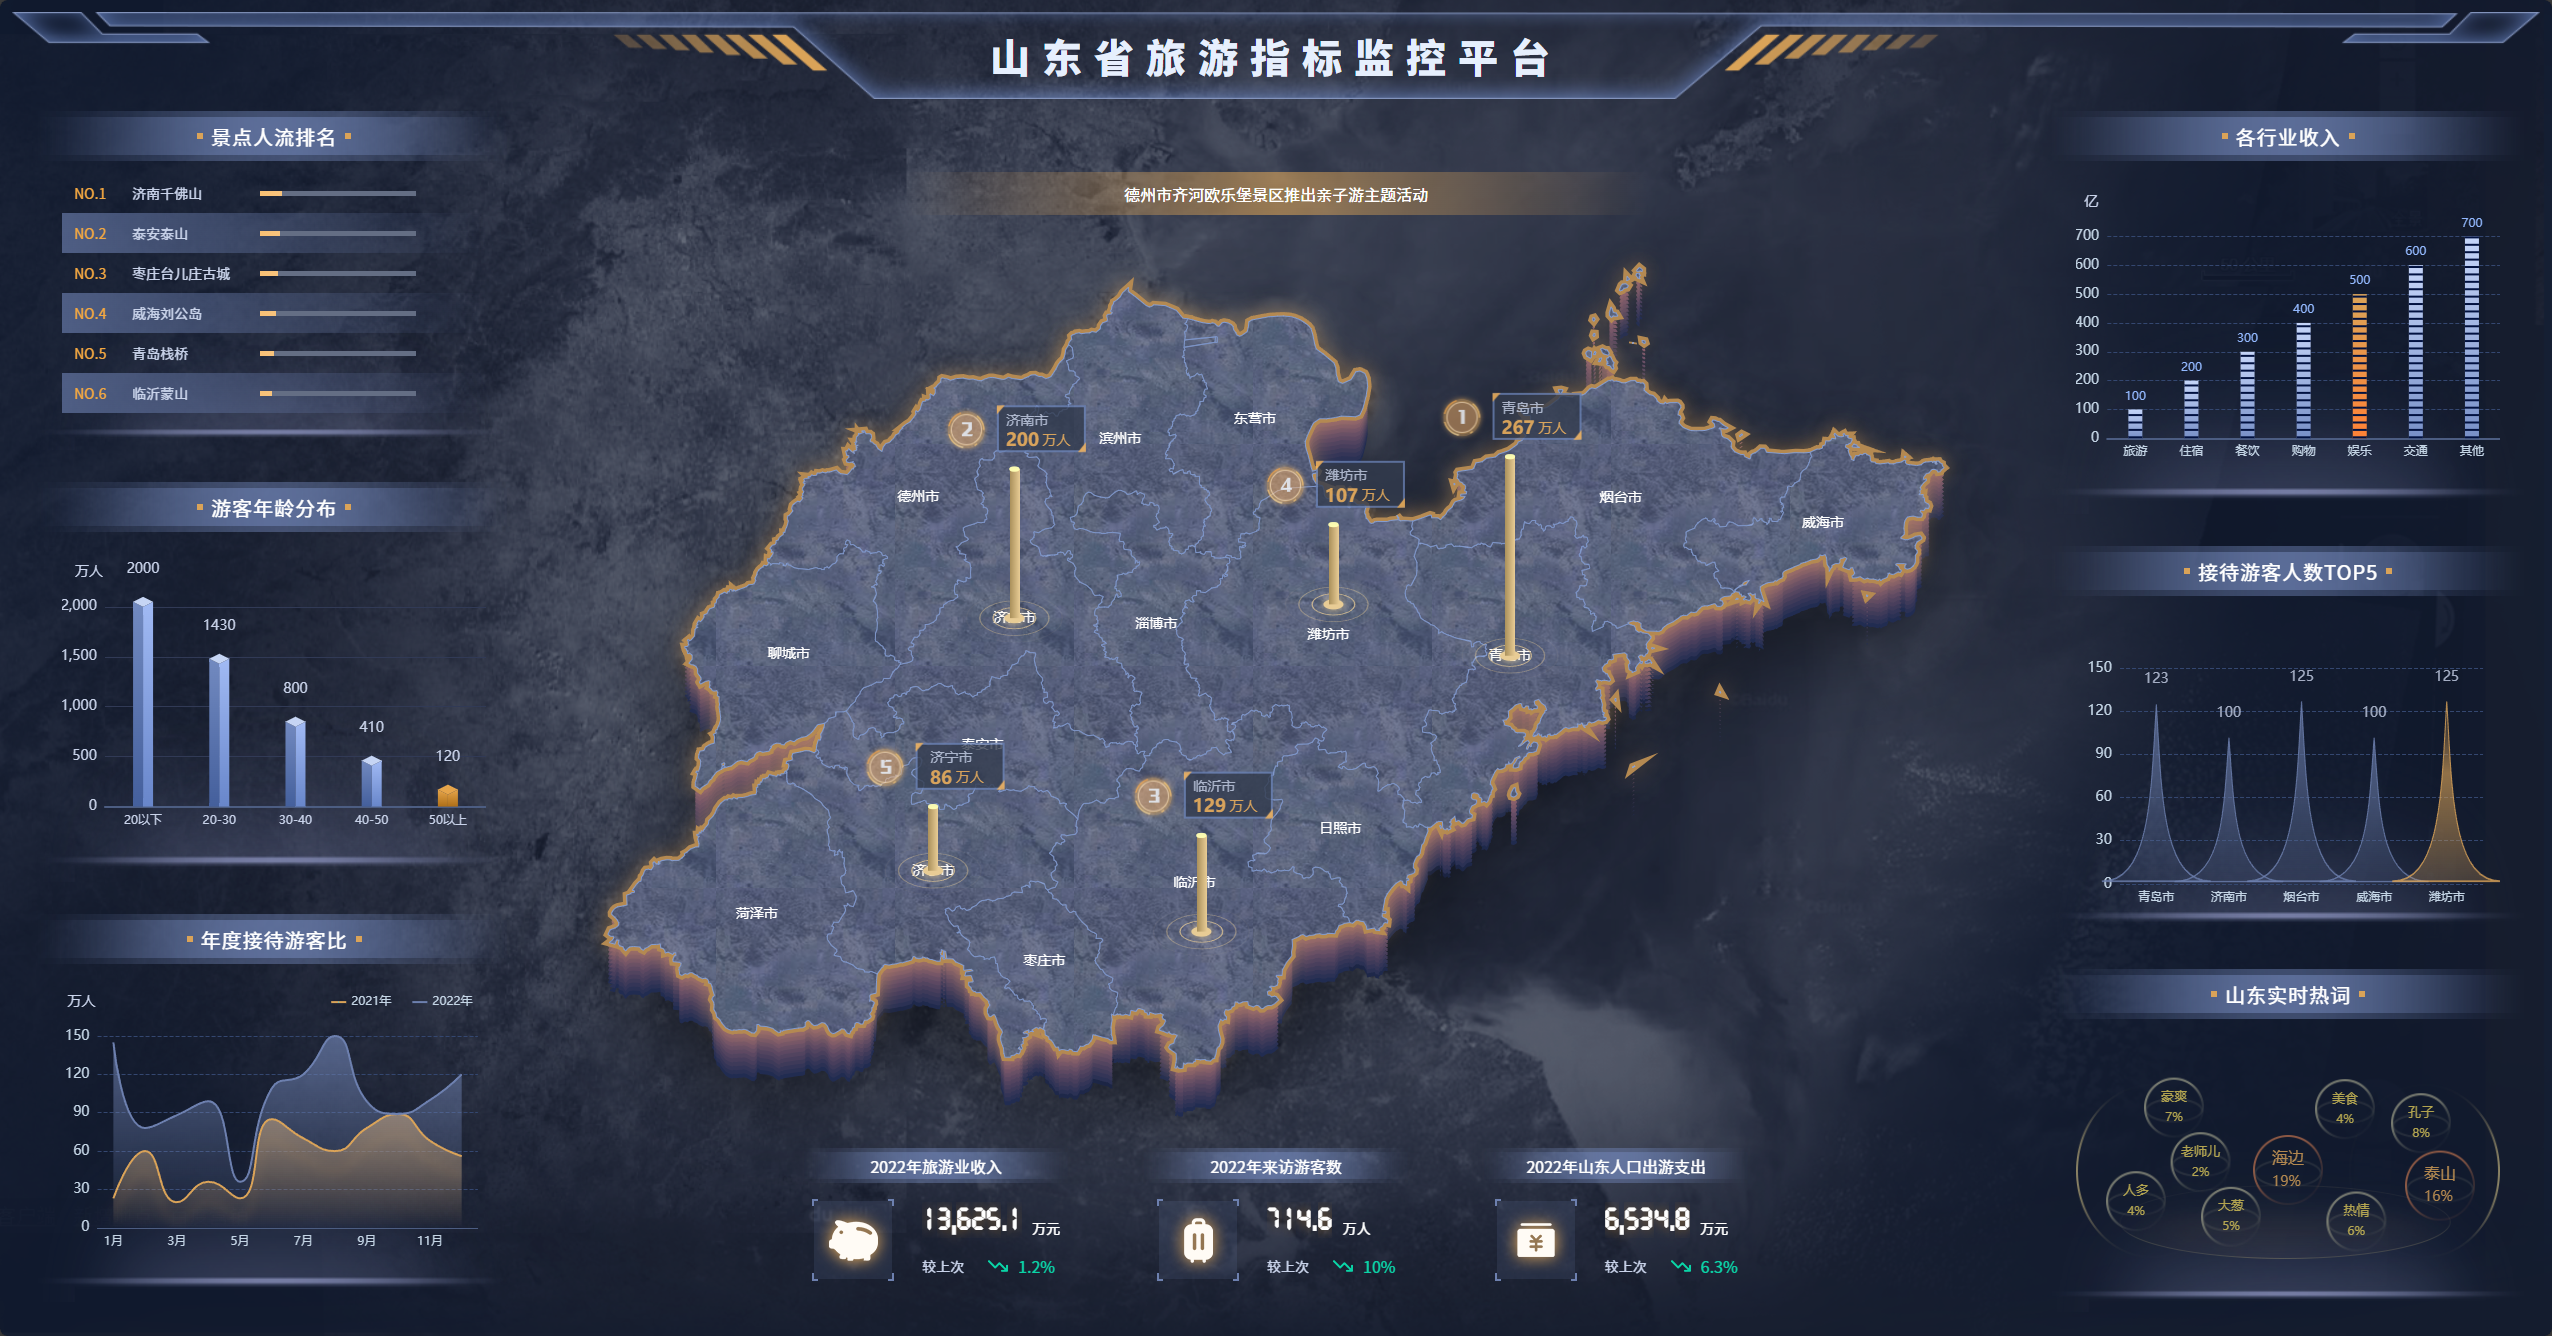 山东省旅游指标监控平台
德州市齐河欧乐堡景区推出亲子游主题活动
景点人流排名
NO.1 济南千佛山
NO.2 泰安泰山
NO.3 枣庄台儿庄古城
NO.4 威海刘公岛
NO.5 青岛栈桥
NO.6 临沂蒙山
游客年龄分布
万人
2,000
1,500
1,000
500
0
2000
1430
800
410
120
20以下 20-30 30-40 40-50 50以上
年度接待游客比
万人
2021年 2022年
150
120
90
60
30
0
1月 3月 5月 7月 9月 11月
2 济南市
200 万人
1 青岛市
267 万人
4 潍坊市
107 万人
5 济宁市
86 万人
3 临沂市
129 万人
滨州市
东营市
德州市
烟台市
威海市
淄博市
潍坊市
聊城市
泰安市
日照市
临沂市
菏泽市
枣庄市
2022年旅游业收入
13,625.1 万元
较上次 1.2%
2022年来访游客数
714.6 万人
较上次 10%
2022年山东人口出游支出
6,534.8 万元
较上次 6.3%
各行业收入
亿
700
600
500
400
300
200
100
0
100
200
300
400
500
600
700
旅游 住宿 餐饮 购物 娱乐 交通 其他
接待游客人数TOP5
150
120
90
60
30
0
123
100
125
100
125
青岛市 济南市 烟台市 威海市 潍坊市
山东实时热词
豪爽
7%
美食
4%
孔子
8%
老师儿
2%
海边
19%
泰山
16%
人多
4%
大葱
5%
热情
6%